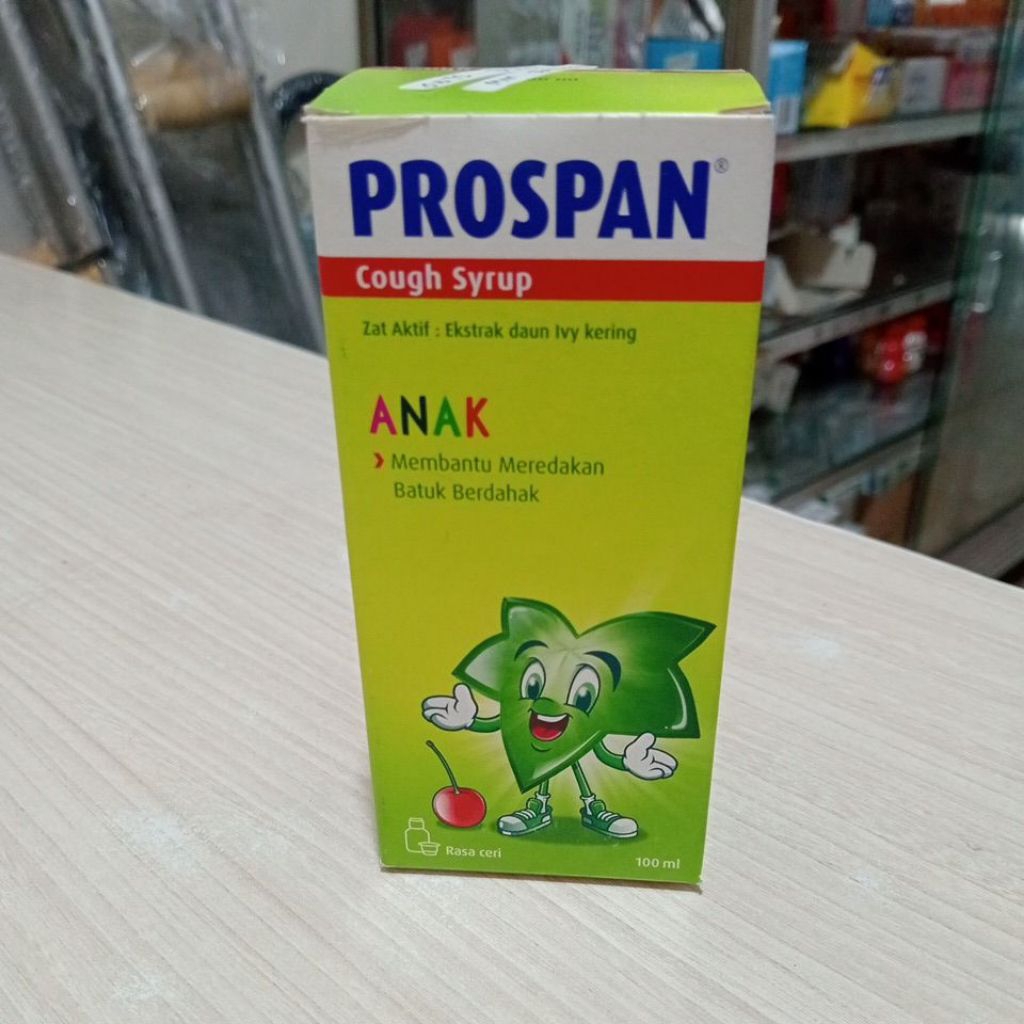 PROSPAN®
Cough Syrup
Zat Aktif : Ekstrak daun Ivy kering
ANAK
Membantu Meredakan
Batuk Berdahak
Rasa ceri
100 ml